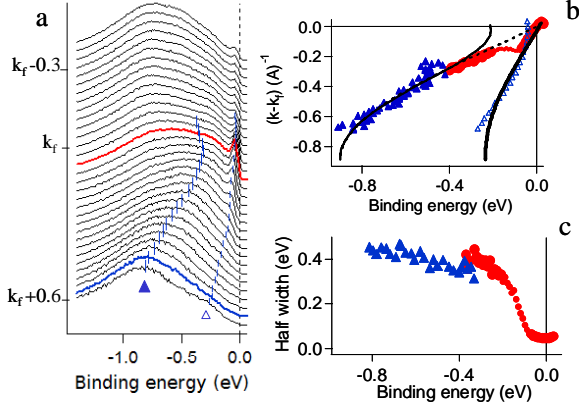 a
k_f-0.3
k_f
k_f+0.6
-1.0 -0.5 0.0
Binding energy (eV)
b
0.0
-0.2
-0.4
-0.6
-0.8
(k-k_f) (A)^-1
-0.8 -0.4 0.0
Binding energy (eV)
c
0.4
0.2
0.0
Half width (eV)
-0.8 -0.4 0.0
Binding energy (eV)